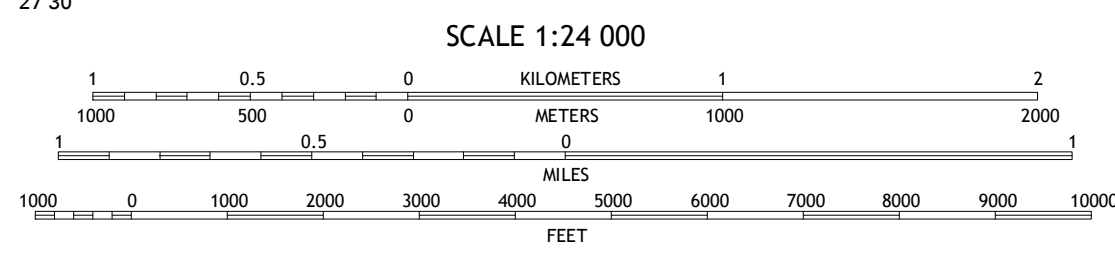 27'30"
SCALE 1:24 000
1 0.5 0 KILOMETERS 1 2
1000 500 0 METERS 1000 2000
1 0.5 0 1
MILES
1000 0 1000 2000 3000 4000 5000 6000 7000 8000 9000 10000
FEET